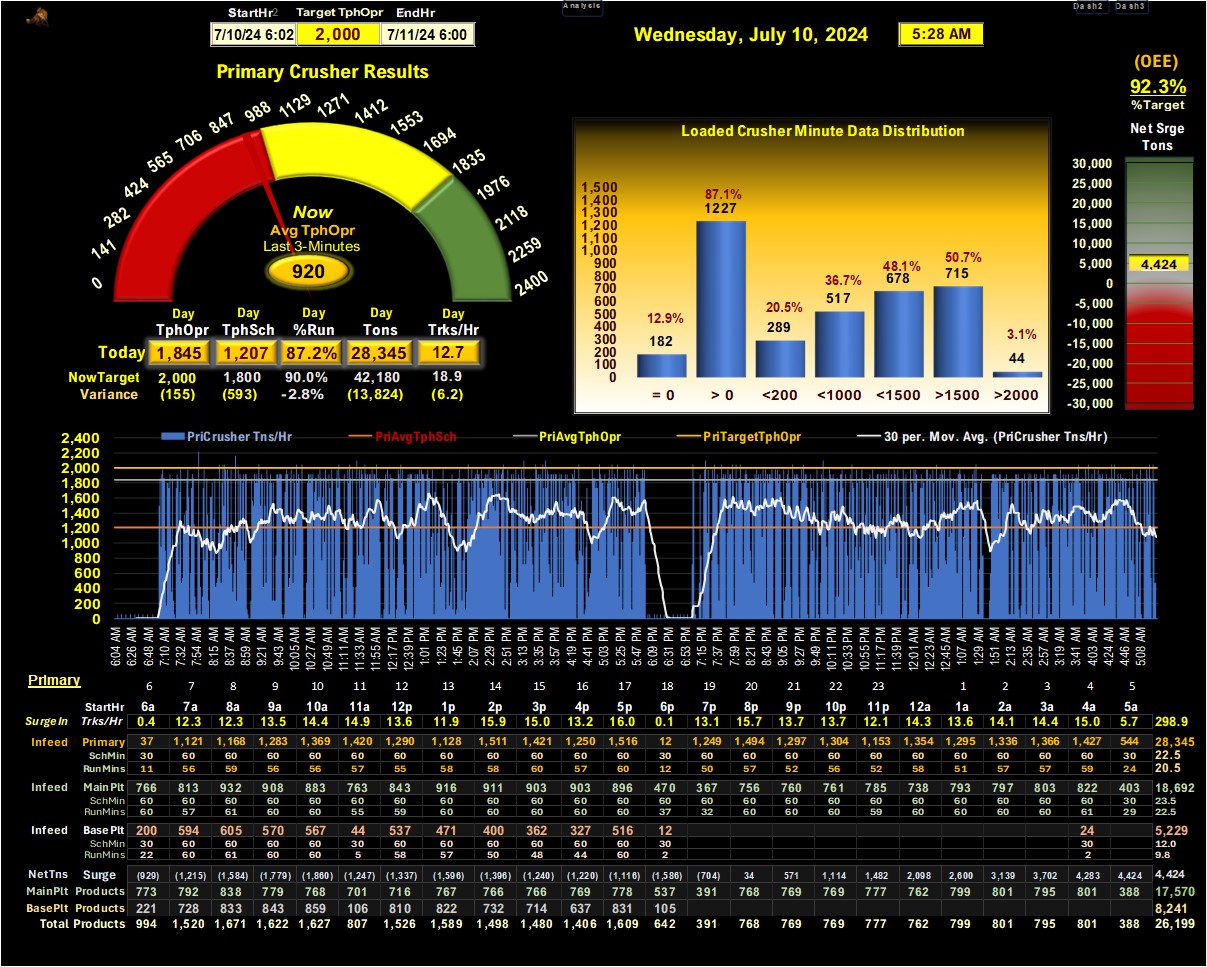 Analysis
Dash2 Dash3
StartHr2 Target TphOpr EndHr
7/10/24 6:02 2,000 7/11/24 6:00
Wednesday, July 10, 2024 5:28 AM
(OEE)
92.3%
%Target
Net Srge
Tons
Primary Crusher Results
0 141 282 424 565 706 847 988 1129 1271 1412 1553 1694 1835 1976 2118 2259 2400
Now
Avg TphOpr
Last 3-Minutes
920
Day Day Day Day Day
TphOpr TphSch %Run Tons Trks/Hr
Today 1,845 1,207 87.2% 28,345 12.7
NowTarget 2,000 1,800 90.0% 42,180 18.9
Variance (155) (593) -2.8% (13,824) (6.2)
Loaded Crusher Minute Data Distribution
1,500
1,400
1,300
1,200
1,100
1,000
900
800
700
600
500
400
300
200
100
0
12.9% 87.1% 20.5% 36.7% 48.1% 50.7% 3.1%
182 1227 289 517 678 715 44
= 0 > 0 <200 <1000 <1500 >1500 >2000
30,000
25,000
20,000
15,000
10,000
5,000
0
-5,000
-10,000
-15,000
-20,000
-25,000
-30,000
4,424
PriCrusher Tns/Hr PriAvgTphSch PriAvgTphOpr PriTargetTphOpr 30 per. Mov. Avg. (PriCrusher Tns/Hr)
2,400
2,200
2,000
1,800
1,600
1,400
1,200
1,000
800
600
400
200
0
6:04 AM 6:26 AM 6:48 AM 7:10 AM 7:32 AM 7:54 AM 8:15 AM 8:37 AM 8:59 AM 9:21 AM 9:43 AM 10:05 AM 10:27 AM 10:49 AM 11:11 AM 11:33 AM 11:55 AM 12:17 PM 12:39 PM 1:01 PM 1:23 PM 1:45 PM 2:07 PM 2:29 PM 2:51 PM 3:13 PM 3:35 PM 3:57 PM 4:19 PM 4:41 PM 5:03 PM 5:25 PM 5:47 PM 6:09 PM 6:31 PM 6:53 PM 7:15 PM 7:37 PM 7:59 PM 8:21 PM 8:43 PM 9:05 PM 9:27 PM 9:49 PM 10:11 PM 10:33 PM 10:55 PM 11:17 PM 11:39 PM 12:01 AM 12:23 AM 12:45 AM 1:07 AM 1:29 AM 1:51 AM 2:13 AM 2:35 AM 2:57 AM 3:19 AM 3:41 AM 4:03 AM 4:24 AM 4:46 AM 5:08 AM
Primary
6 7 8 9 10 11 12 13 14 15 16 17 18 19 20 21 22 23 1 2 3 4 5
StartHr 6a 7a 8a 9a 10a 11a 12p 1p 2p 3p 4p 5p 6p 7p 8p 9p 10p 11p 12a 1a 2a 3a 4a 5a
SurgeIn Trks/Hr 0.4 12.3 12.3 13.5 14.4 14.9 13.6 11.9 15.9 15.0 13.2 16.0 0.1 13.1 15.7 13.7 13.7 12.1 14.3 13.6 14.1 14.4 15.0 5.7 298.9
Infeed Primary 37 1,121 1,168 1,283 1,369 1,420 1,290 1,128 1,511 1,421 1,250 1,516 12 1,249 1,494 1,297 1,304 1,153 1,354 1,295 1,336 1,366 1,427 544 28,345
SchMin 30 60 60 60 60 60 60 60 60 60 60 60 30 60 60 60 60 60 60 60 60 60 60 30 22.5
RunMins 11 56 59 56 56 57 55 58 58 60 57 60 12 50 57 52 56 52 58 51 57 57 59 24 20.5
Infeed MainPlt 766 813 932 908 883 763 843 916 911 903 903 896 470 367 756 760 761 785 738 793 797 803 822 403 18,692
SchMin 60 60 60 60 60 60 60 60 60 60 60 60 60 60 60 60 60 60 60 60 60 60 60 30 23.5
RunMins 60 57 61 60 60 55 59 60 60 60 60 60 37 32 60 60 60 59 60 60 60 60 61 29 22.5
Infeed Base Plt 200 594 605 570 567 44 537 471 400 362 327 516 12 24 5,229
SchMin 30 60 60 60 60 30 60 60 60 60 60 60 30 30 12.0
RunMins 22 60 61 60 60 5 58 57 50 48 44 60 2 2 9.8
NetTns Surge (929) (1,215) (1,584) (1,779) (1,860) (1,247) (1,337) (1,596) (1,396) (1,240) (1,220) (1,116) (1,586) (704) 34 571 1,114 1,482 2,098 2,600 3,139 3,702 4,283 4,424 4,424
MainPlt Products 773 792 838 779 768 701 716 767 766 766 769 778 537 391 768 769 769 777 762 799 801 795 801 388 17,570
BasePlt Products 221 728 833 843 859 106 810 822 732 714 637 831 105 8,241
Total Products 994 1,520 1,671 1,622 1,627 807 1,526 1,589 1,498 1,480 1,406 1,609 642 391 768 769 769 777 762 799 801 795 801 388 26,199